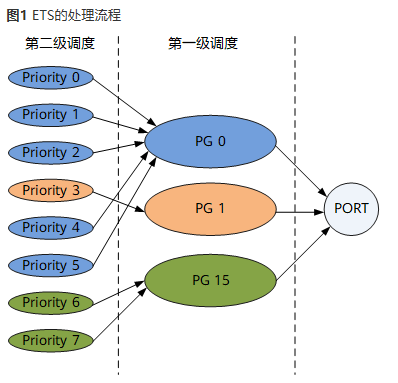 图1 ETS的处理流程
第二级调度
第一级调度
Priority 0
Priority 1
Priority 2
Priority 3
Priority 4
Priority 5
Priority 6
Priority 7
PG 0
PG 1
PG 15
PORT